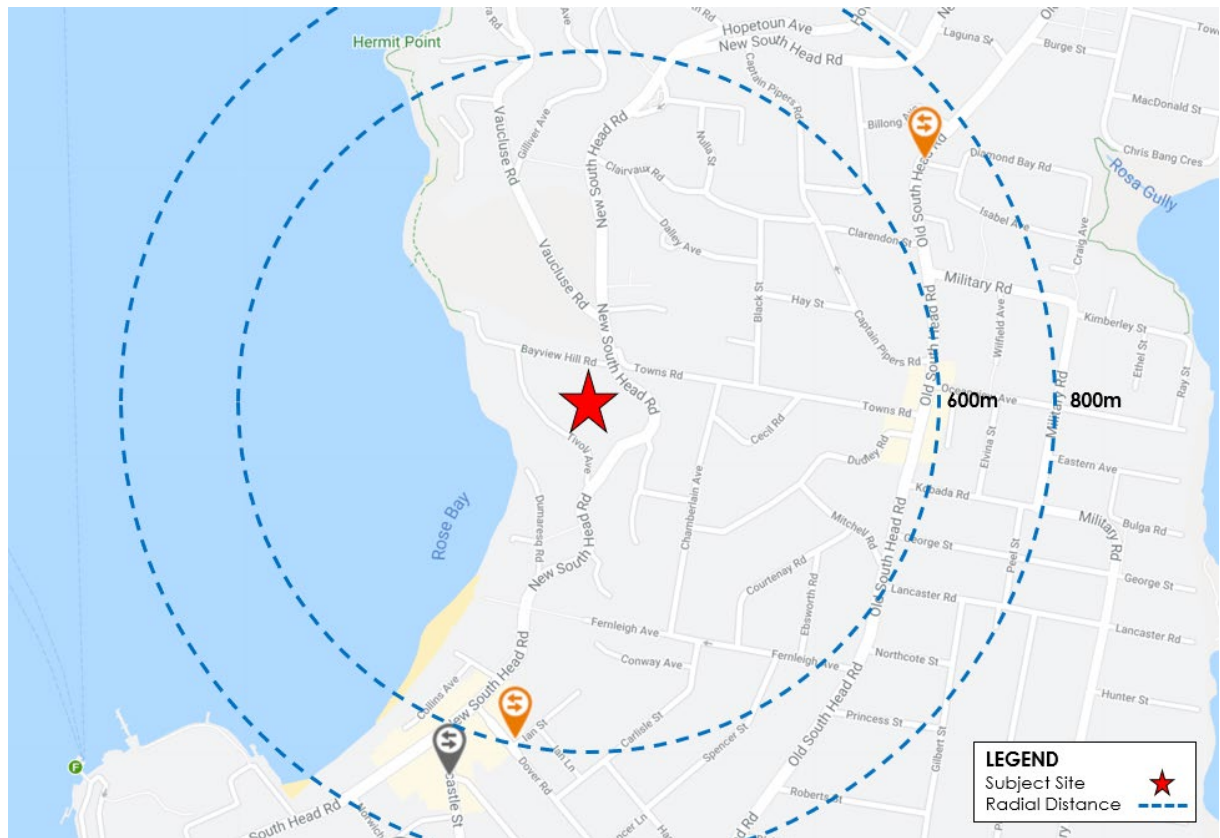 Hermit Point
Hopetoun Ave
New South Head Rd
Laguna St
Burge St
MacDonald St
Captain Pipers Rd
Billong
Chris Bang Cres
Vaucluse Rd
Gilliver Ave
New South Head Rd
Nulla St
Clairvaux Rd
Old South Head Rd
Diamond Bay Rd
Rosa Gully
Isabel Ave
Craig Ave
Dalley Ave
Clarendon St
Vaucluse Rd
Military Rd
Black St
Hay St
New South Head Rd
Captain Pipers Rd
Old South Head Rd
Wilfield Ave
Kimberley St
Ethel St
Ray St
Bayview Hill Rd
Towns Rd
Military Rd
Oceanview Ave
600m
800m
Towns Rd
Cecil Rd
Tivoli Ave
Dudley Rd
Elvina St
Eastern Ave
Rose Bay
Dumaresq Rd
New South Head Rd
Chamberlain Ave
Kobada Rd
Military Rd
Bulga Rd
Mitchell Rd
George St
Peel St
George St
Courtenay Rd
Ebsworth Rd
Old South Head Rd
Lancaster Rd
Lancaster Rd
Fernleigh Ave
Fernleigh Ave
Conway Ave
Northcote St
Hunter St
Collins Ave
New South Head Rd
Ian St
Ian Ln
Carlisle St
Spencer St
Old South Head Rd
Princess St
Gilbert St
Dover Rd
F
castle St
South Head Rd
Norwich
Roberts St
Military
LEGEND
Subject Site
Radial Distance